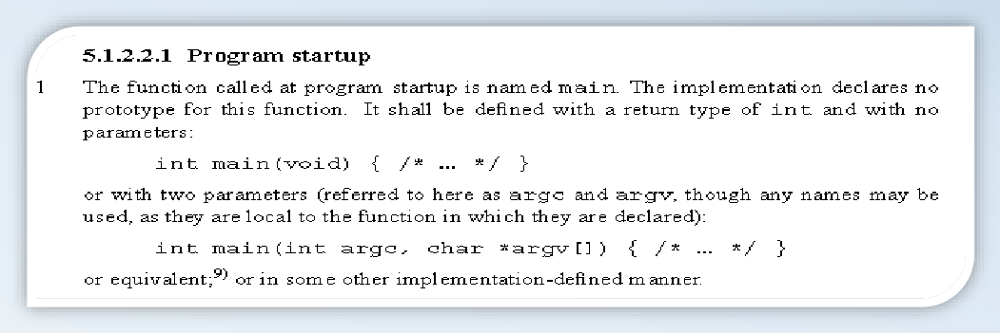 5.1.2.2.1 Program startup
1 The function called at program startup is named main. The implementation declares no
prototype for this function. It shall be defined with a return type of int and with no
parameters:
int main(void) { /* ... */ }
or with two parameters (referred to here as argc and argv, though any names may be
used, as they are local to the function in which they are declared):
int main(int argc, char *argv[]) { /* ... */ }
or equivalent;9) or in some other implementation-defined manner.